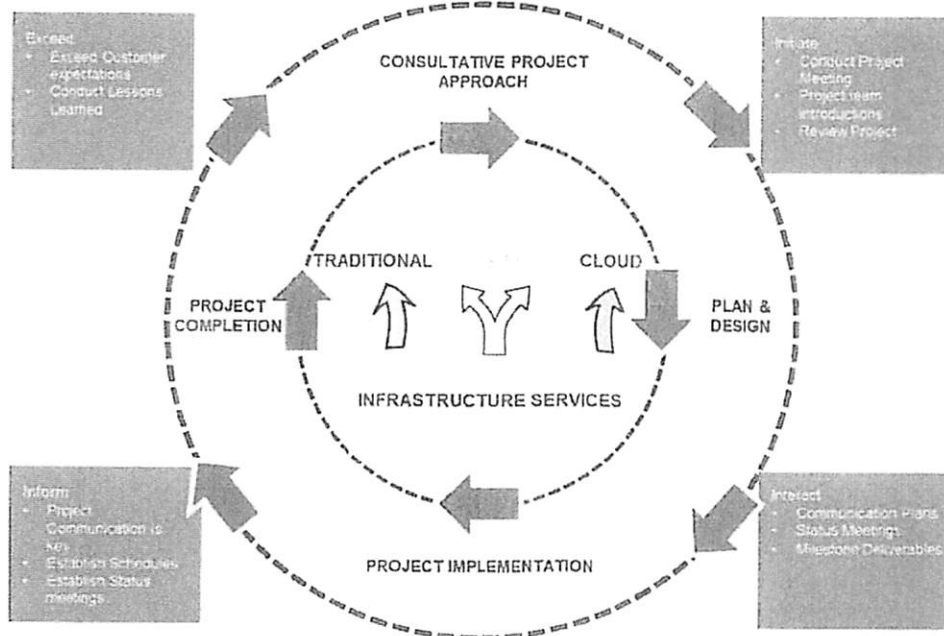 Exceed
• Exceed Customer
expectations
• Conduct Lessons
Learned
CONSULTATIVE PROJECT
APPROACH
Initiate
• Conduct Project
Meeting
• Project team
introductions
• Review Project
TRADITIONAL
CLOUD
PROJECT
COMPLETION
PLAN &
DESIGN
INFRASTRUCTURE SERVICES
Inform
• Project
Communication is
key
• Establish Schedules
• Establish Status
meetings
Interact
• Communication Plans
• Status Meetings
• Milestone Deliverables
PROJECT IMPLEMENTATION